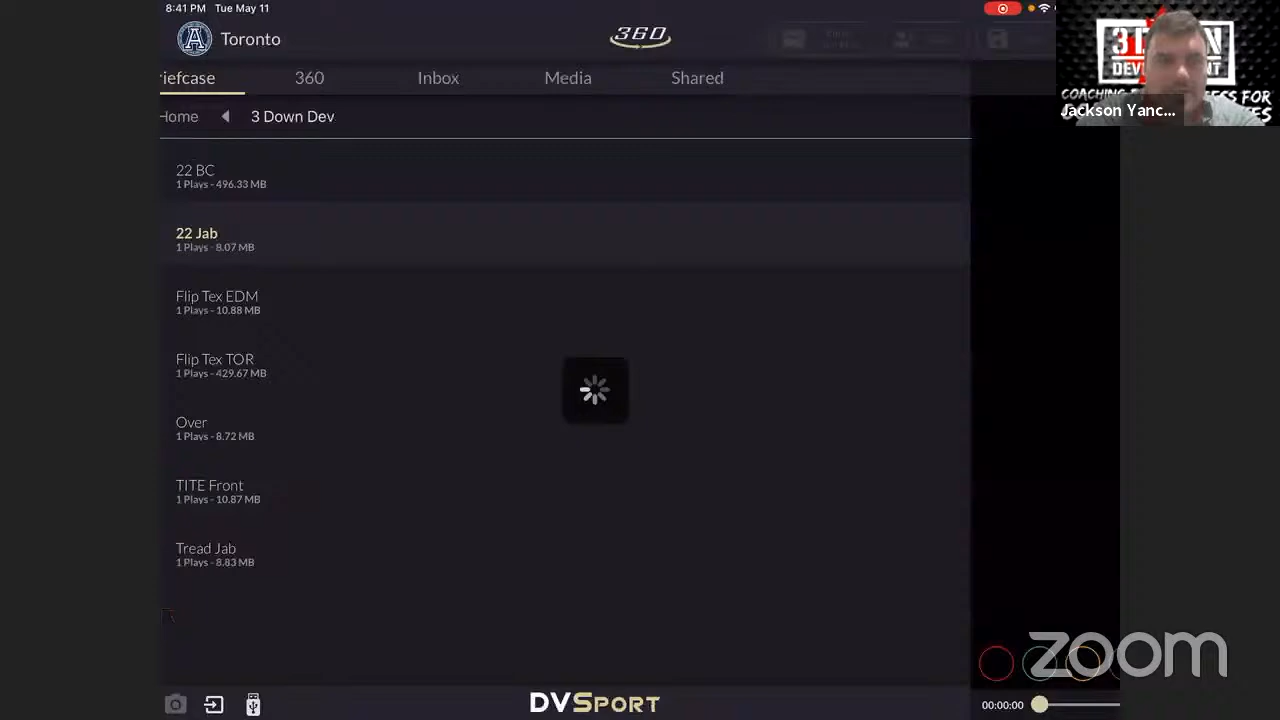 8:41 PM Tue May 11
Toronto
360
riefcase
360
Inbox
Media
Shared
Home
3 Down Dev
22 BC
1 Plays - 496.33 MB
22 Jab
1 Plays - 8.07 MB
Flip Tex EDM
1 Plays - 10.88 MB
Flip Tex TOR
1 Plays - 429.67 MB
Over
1 Plays - 8.72 MB
TITE Front
1 Plays - 10.87 MB
Tread Jab
1 Plays - 8.83 MB
DVSPORT
00:00:00
Jackson Yanc...
zoom